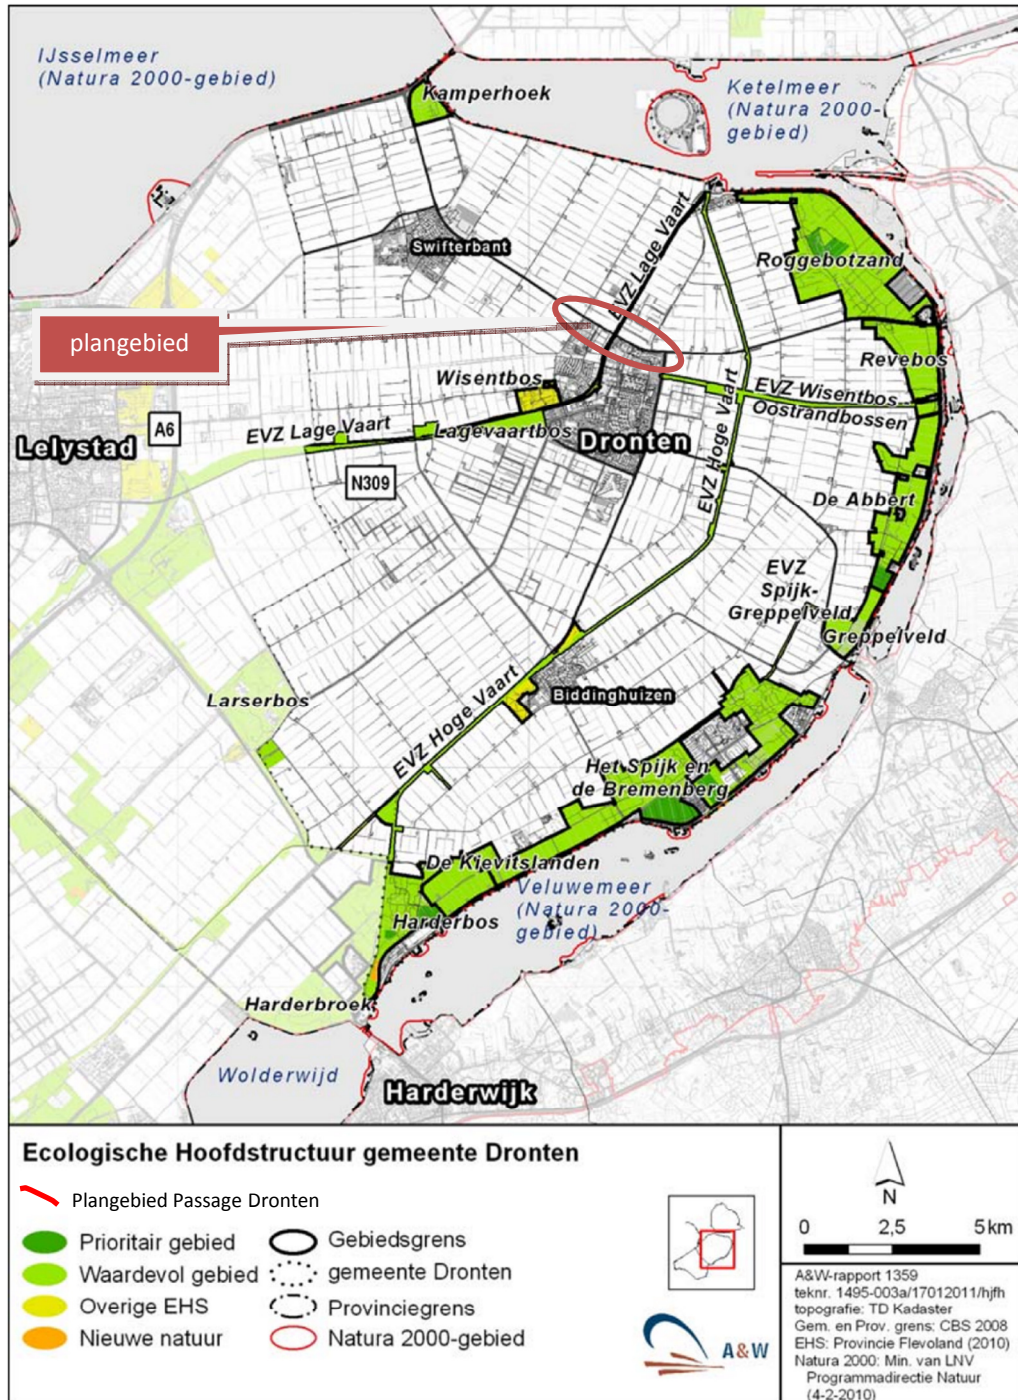 IJsselmeer
(Natura 2000-gebied)
Kamperhoek
Ketelmeer
(Natura 2000-
gebied)
EVZ Lage Vaart
Swifterbant
Roggebotzand
plangebied
Revebos
Wisentbos
EVZ Wisentbos
Oostrandbossen
A6
EVZ Lage Vaart
Lagevaartbos
Lelystad
Dronten
EVZ Hoge Vaart
N309
De Abbert
EVZ
Spijk-
Greppelveld
Greppelveld
Larserbos
Biddinghuizen
EVZ Hoge Vaart
Het Spijk en
de Bremenberg
De Kievitslanden
Veluwemeer
(Natura 2000-
gebied)
Harderbos
Harderbroek
Wolderwijd
Harderwijk
Ecologische Hoofdstructuur gemeente Dronten
Plangebied Passage Dronten
Prioritair gebied
Waardevol gebied
Overige EHS
Nieuwe natuur
Gebiedsgrens
gemeente Dronten
Provinciegrens
Natura 2000-gebied
A&W
N
0 2,5 5 km
A&W-rapport 1359
teknr. 1495-003a/17012011/hjfh
topografie: TD Kadaster
Gem. en Prov. grens: CBS 2008
EHS: Provincie Flevoland (2010)
Natura 2000: Min. van LNV
Programmadirectie Natuur
(4-2-2010)